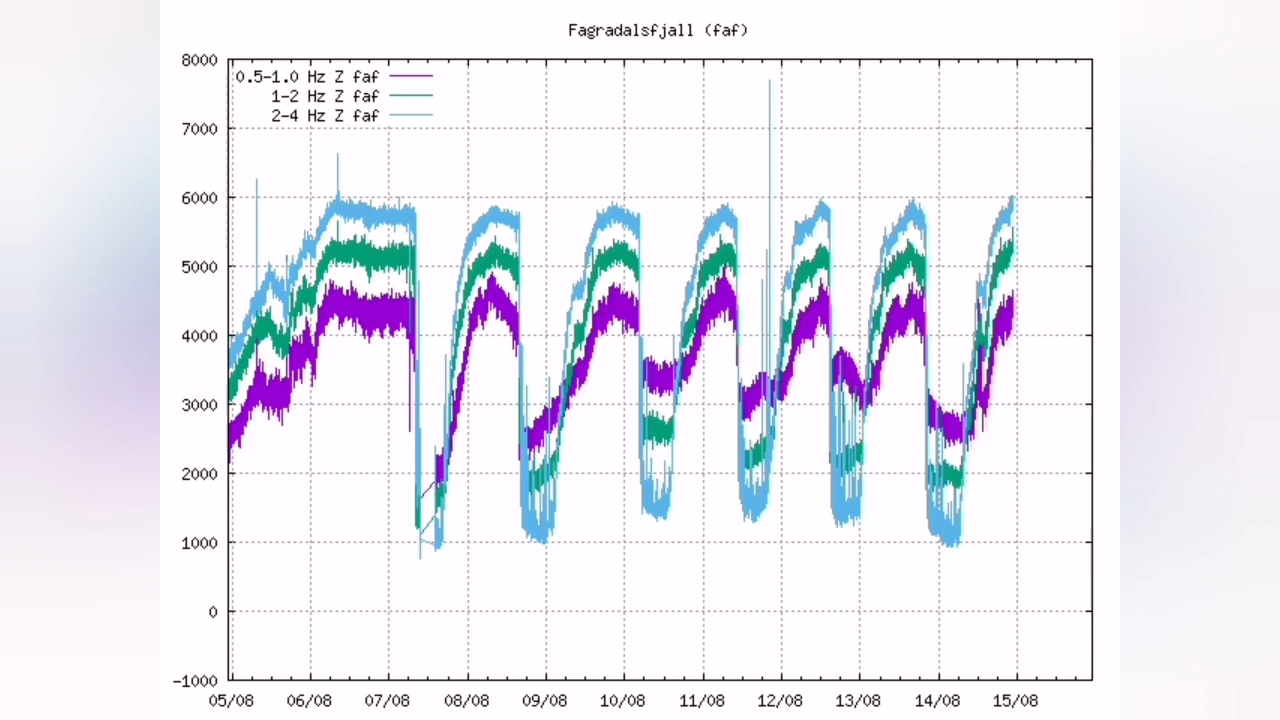 Fagradalsfjall (faf)
8000
0.5-1.0 Hz Z faf
1-2 Hz Z faf
2-4 Hz Z faf
7000
6000
5000
4000
3000
2000
1000
0
-1000
05/08 06/08 07/08 08/08 09/08 10/08 11/08 12/08 13/08 14/08 15/08